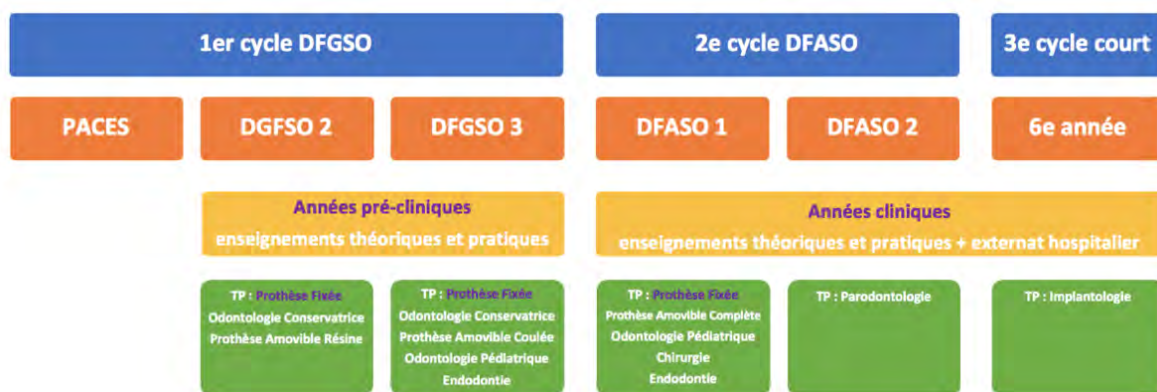 1er cycle DFGSO
2e cycle DFASO
3e cycle court
PACES
DGFSO 2
DFGSO 3
DFASO 1
DFASO 2
6e année
Années pré-cliniques
enseignements théoriques et pratiques
Années cliniques
enseignements théoriques et pratiques + externat hospitalier
TP : Prothèse Fixée
Odontologie Conservatrice
Prothèse Amovible Résine
TP : Prothèse Fixée
Odontologie Conservatrice
Prothèse Amovible Coulée
Odontologie Pédiatrique
Endodontie
TP : Prothèse Fixée
Prothèse Amovible Complète
Odontologie Pédiatrique
Chirurgie
Endodontie
TP : Parodontologie
TP : Implantologie